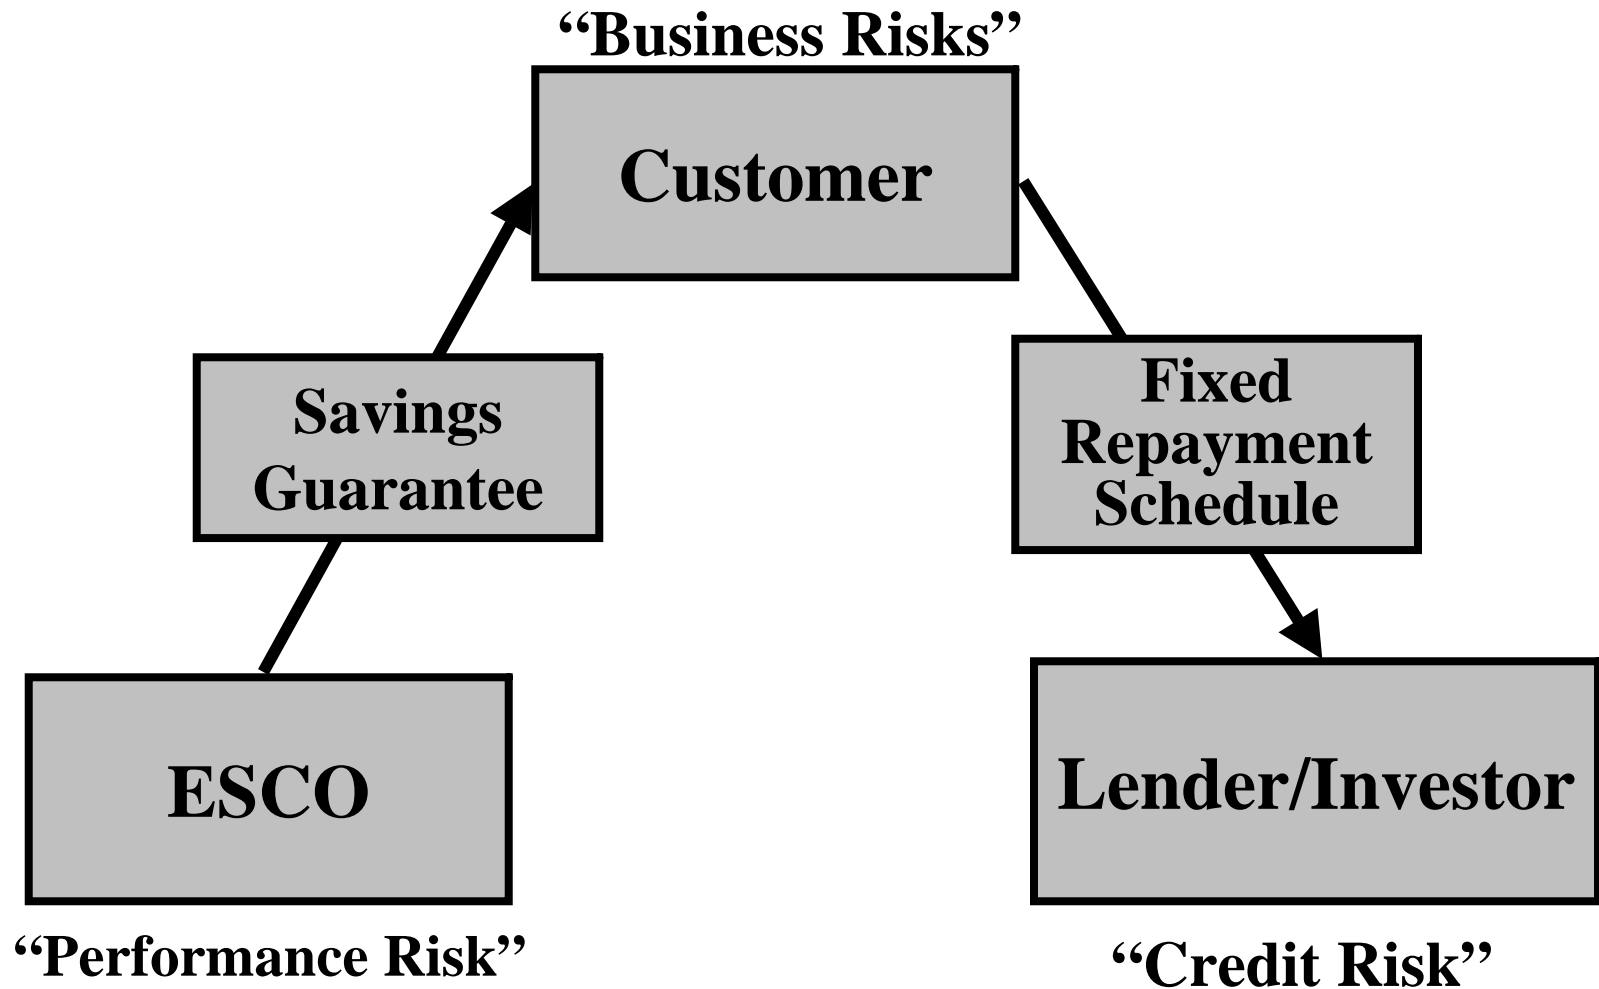 “Business Risks”
Customer
Savings
Guarantee
Fixed
Repayment
Schedule
ESCO
Lender/Investor
“Performance Risk”
“Credit Risk”